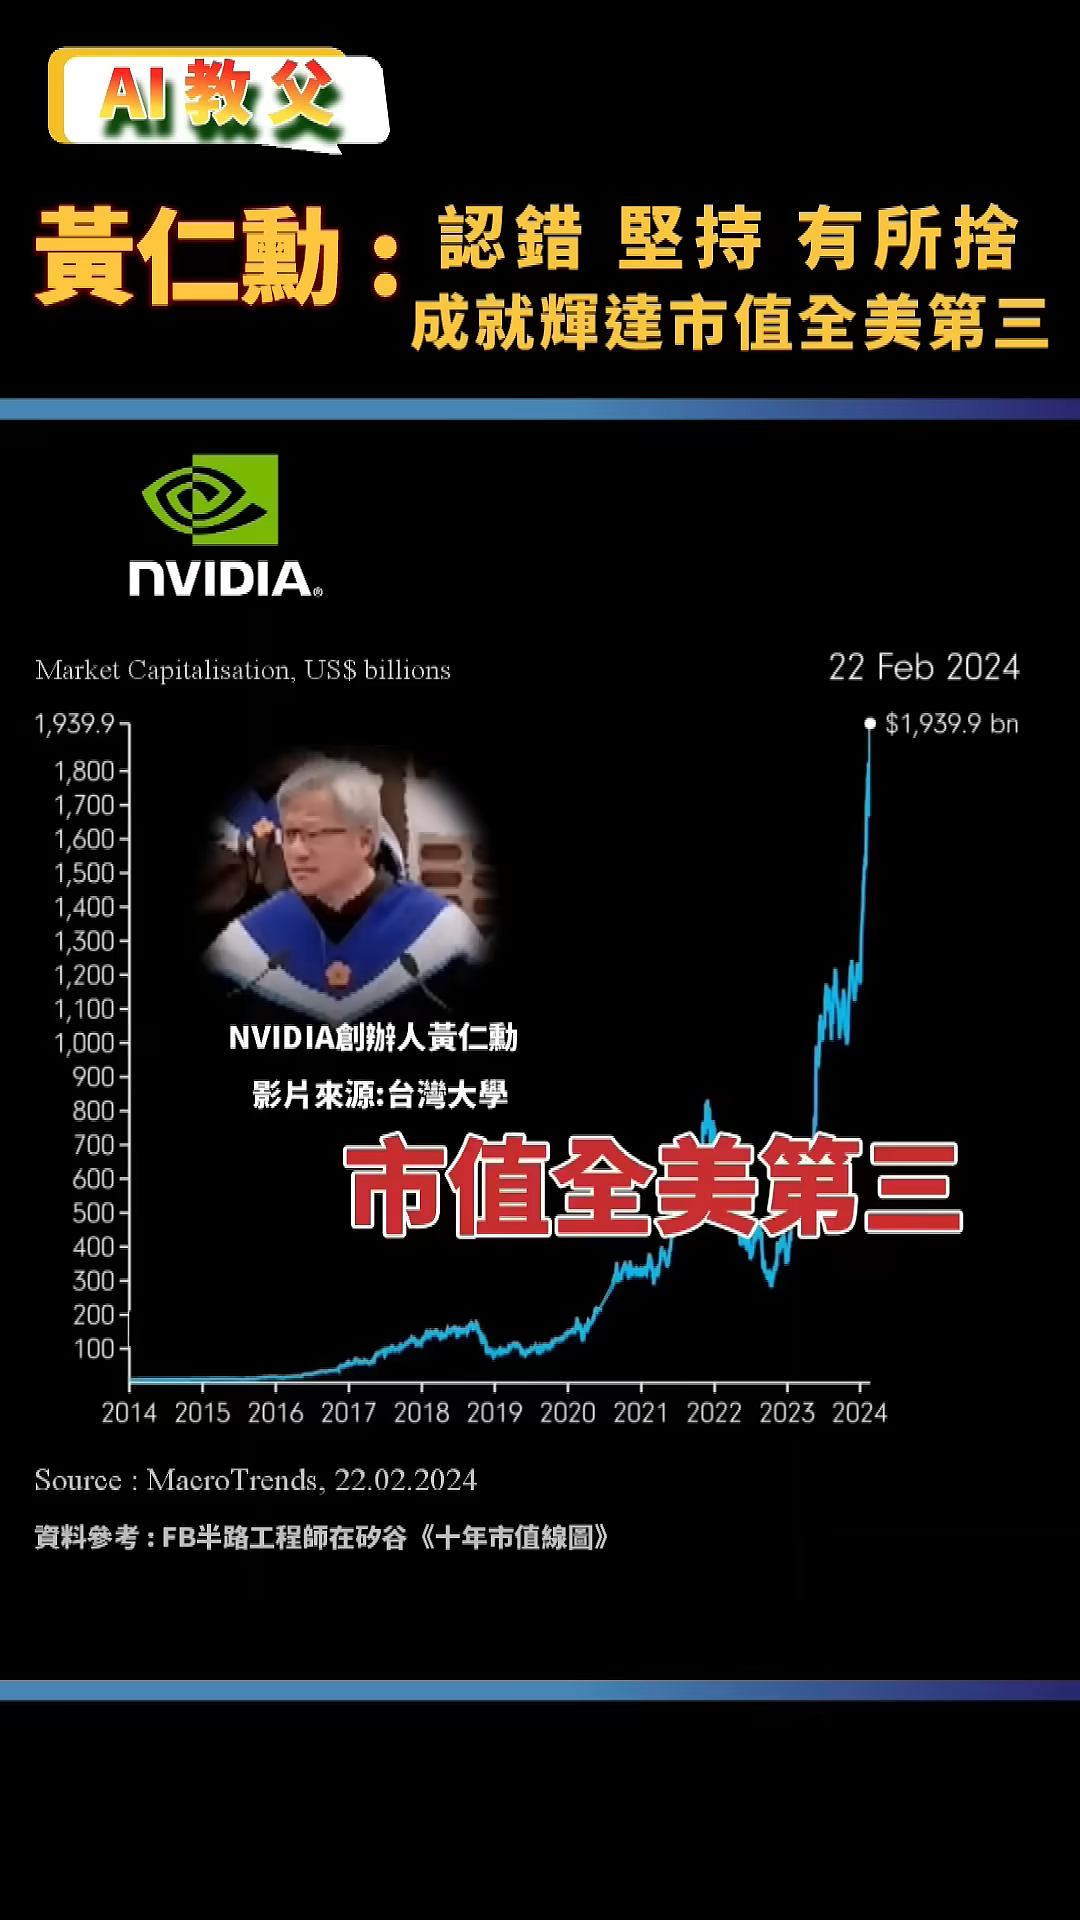 AI教父
黃仁勳：
認錯 堅持 有所捨
成就輝達市值全美第三
NVIDIA®
Market Capitalisation, US$ billions
22 Feb 2024
$1,939.9 bn
1,939.9
1,800
1,700
1,600
1,500
1,400
1,300
1,200
1,100
1,000
900
800
700
600
500
400
300
200
100
NVIDIA創辦人黃仁勳
影片來源:台灣大學
市值全美第三
2014 2015 2016 2017 2018 2019 2020 2021 2022 2023 2024
Source : MacroTrends, 22.02.2024
資料參考 : FB半路工程師在矽谷《十年市值線圖》